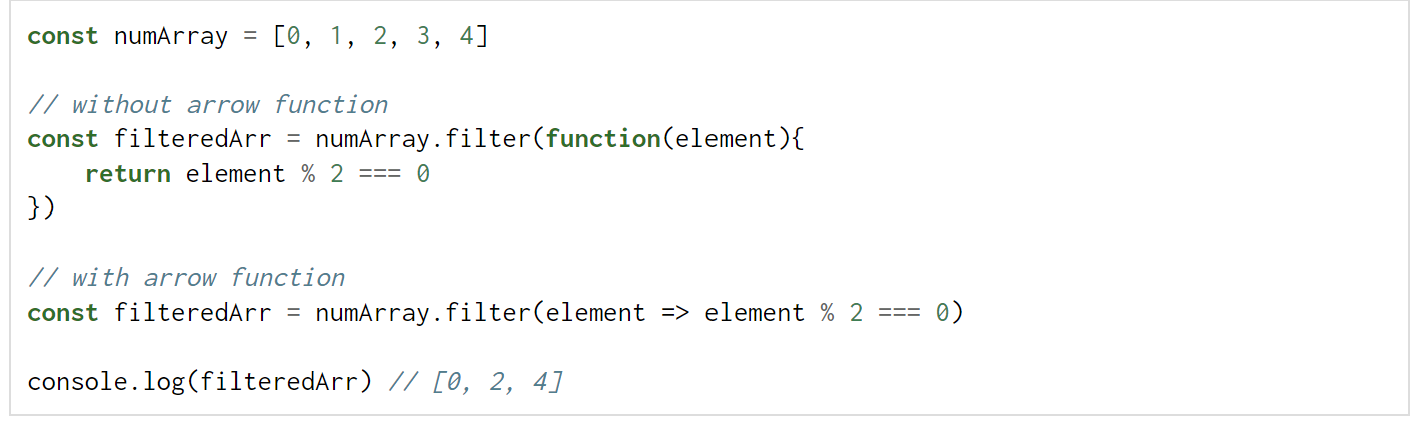 const numArray = [0, 1, 2, 3, 4]
// without arrow function
const filteredArr = numArray.filter(function(element){
    return element % 2 === 0
})
// with arrow function
const filteredArr = numArray.filter(element => element % 2 === 0)
console.log(filteredArr) // [0, 2, 4]